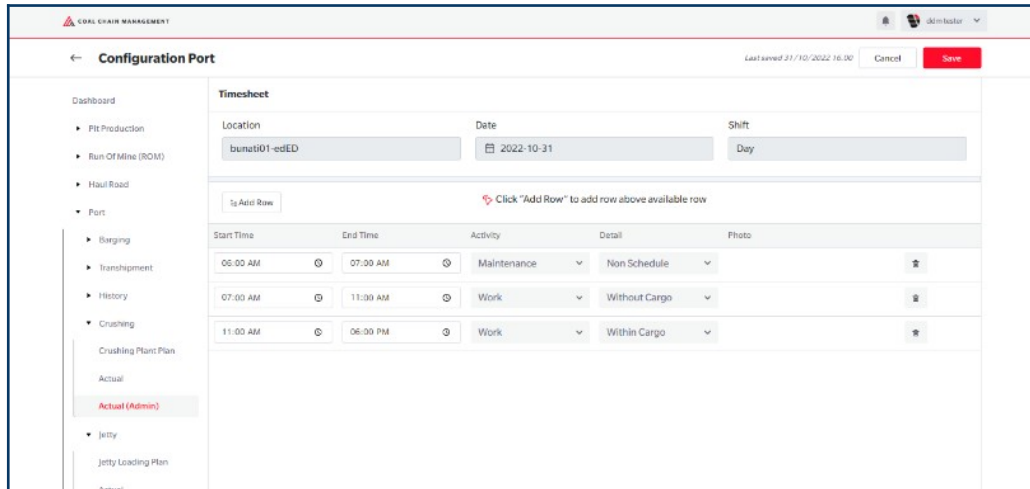 COAL CHAIN MANAGEMENT
ddm tester
← Configuration Port
Last saved 31/10/2022 16.00
Cancel
Save
Dashboard
Pit Production
Run Of Mine (ROM)
Haul Road
Port
Barging
Transhipment
History
Crushing
Crushing Plant Plan
Actual
Actual (Admin)
Jetty
Jetty Loading Plan
Actual
Timesheet
Location Date Shift
bunati01-edED 2022-10-31 Day
Add Row
Click "Add Row" to add row above available row
Start Time End Time Activity Detail Photo
06:00 AM 07:00 AM Maintenance Non Schedule
07:00 AM 11:00 AM Work Without Cargo
11:00 AM 06:00 PM Work Within Cargo